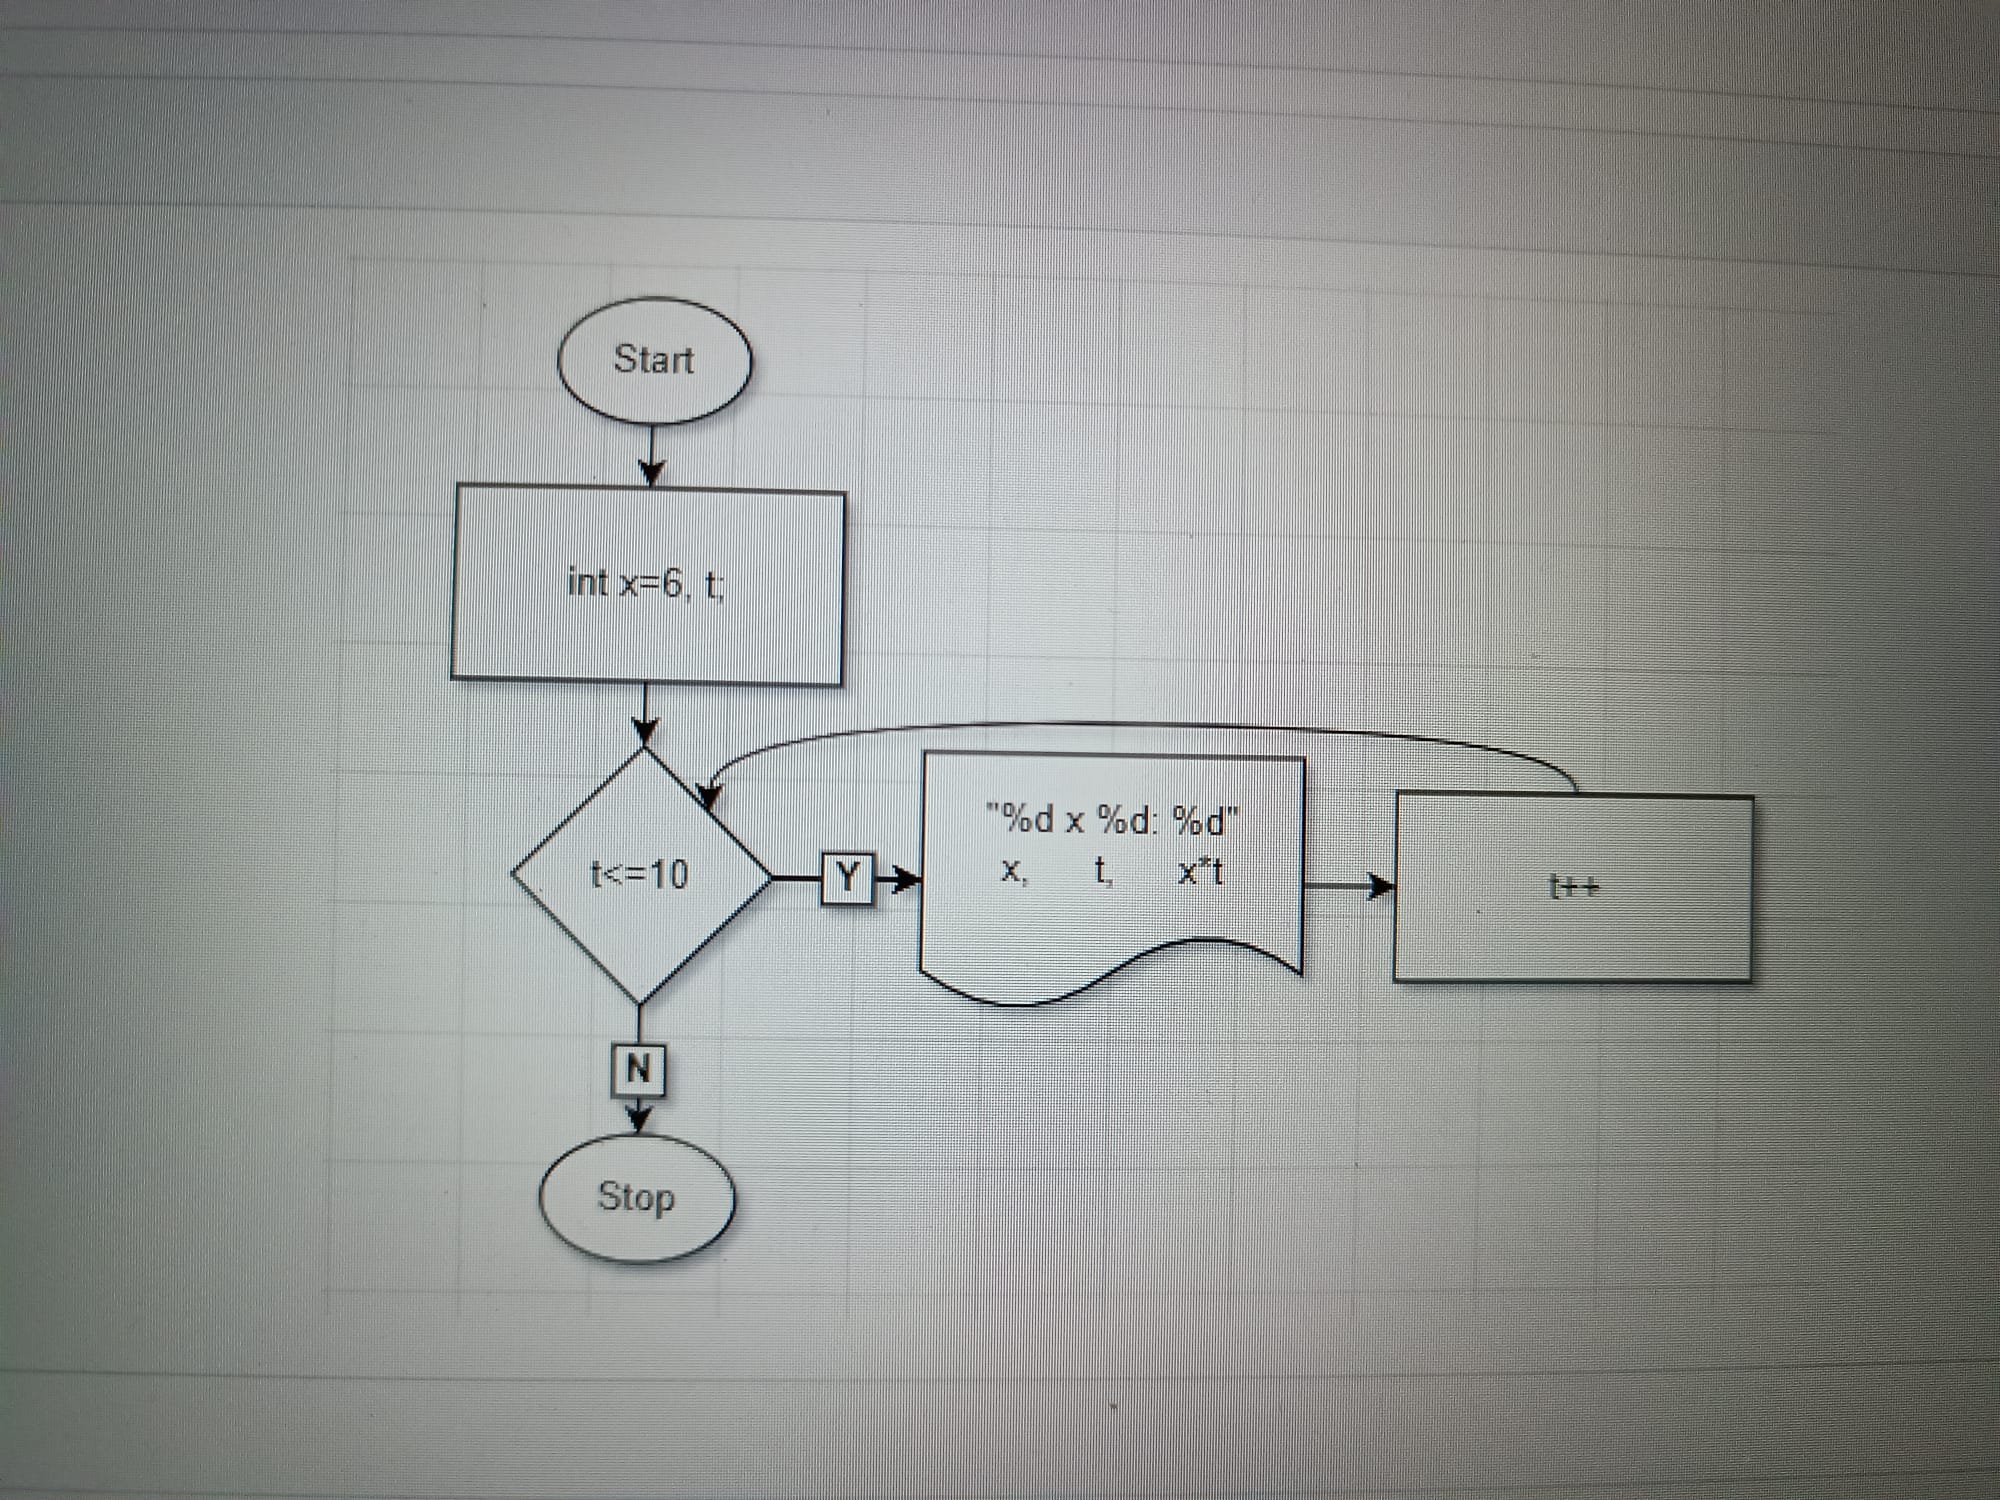 Start
int x=6, t;
t<=10
Y
"%d x %d: %d"
x, t, x*t
t++
N
Stop